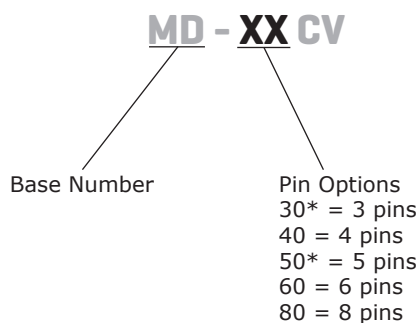 MD - XX CV
Base Number
Pin Options
30* = 3 pins
40 = 4 pins
50* = 5 pins
60 = 6 pins
80 = 8 pins